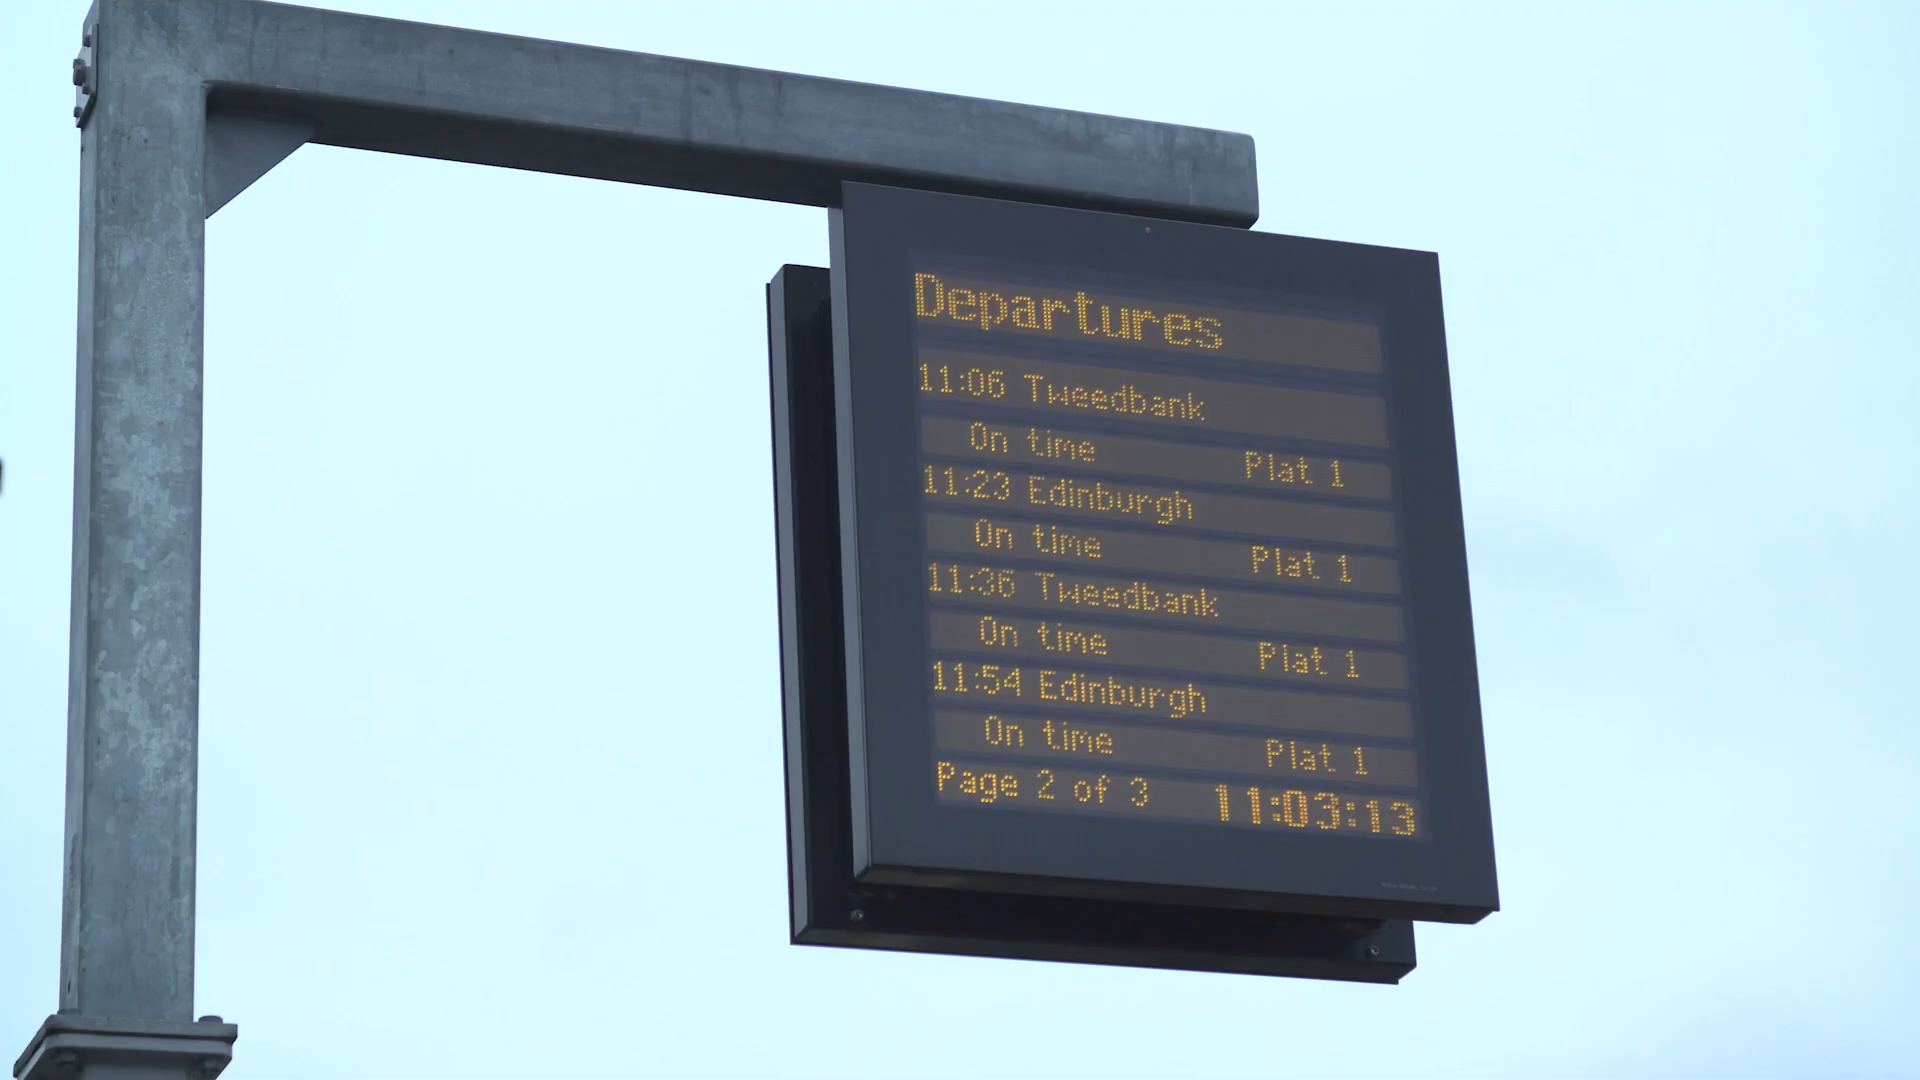 Departures
11:06 Tweedbank
On time Plat 1
11:23 Edinburgh
On time Plat 1
11:36 Tweedbank
On time Plat 1
11:54 Edinburgh
On time Plat 1
Page 2 of 3 11:03:13